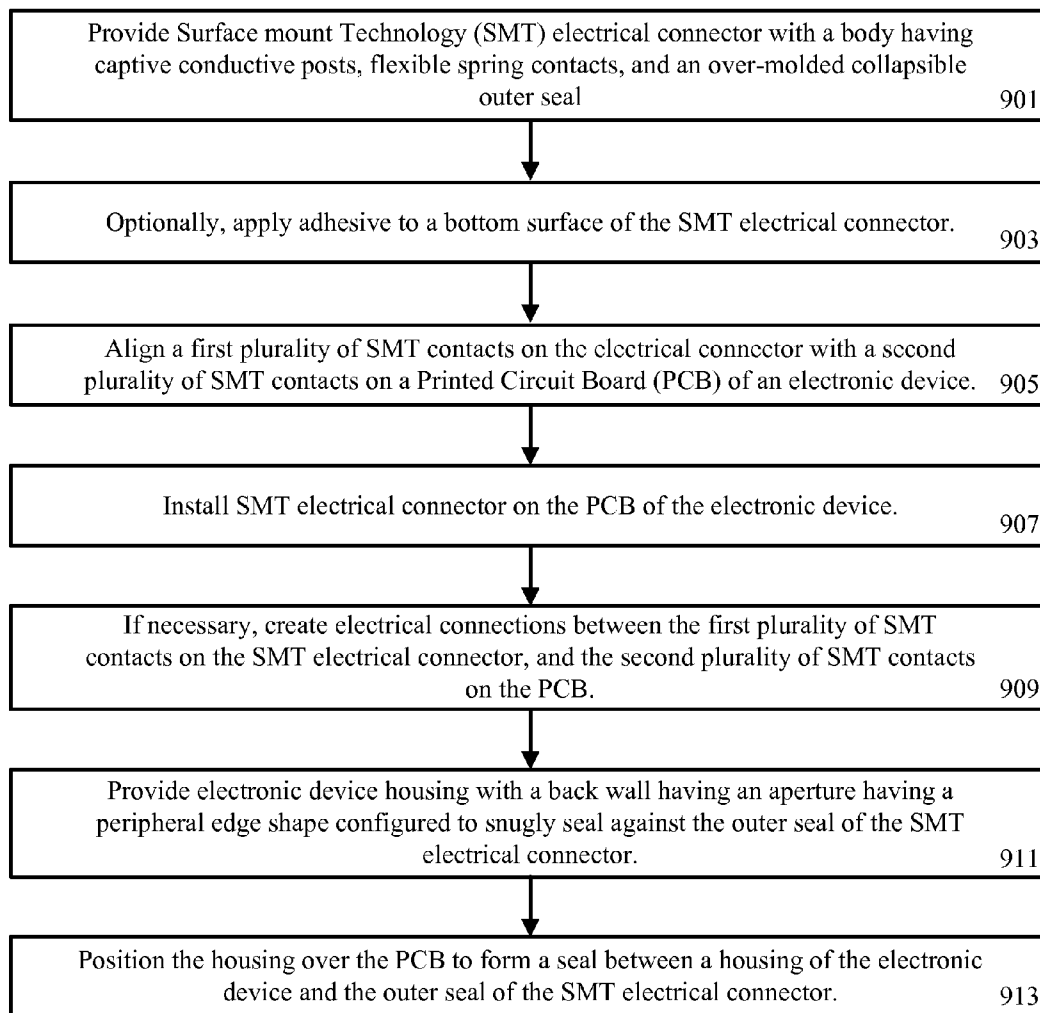 Provide Surface mount Technology (SMT) electrical connector with a body having
captive conductive posts, flexible spring contacts, and an over-molded collapsible
outer seal
901
Optionally, apply adhesive to a bottom surface of the SMT electrical connector.
903
Align a first plurality of SMT contacts on the electrical connector with a second
plurality of SMT contacts on a Printed Circuit Board (PCB) of an electronic device.
905
Install SMT electrical connector on the PCB of the electronic device.
907
If necessary, create electrical connections between the first plurality of SMT
contacts on the SMT electrical connector, and the second plurality of SMT contacts
on the PCB.
909
Provide electronic device housing with a back wall having an aperture having a
peripheral edge shape configured to snugly seal against the outer seal of the SMT
electrical connector.
911
Position the housing over the PCB to form a seal between a housing of the electronic
device and the outer seal of the SMT electrical connector.
913